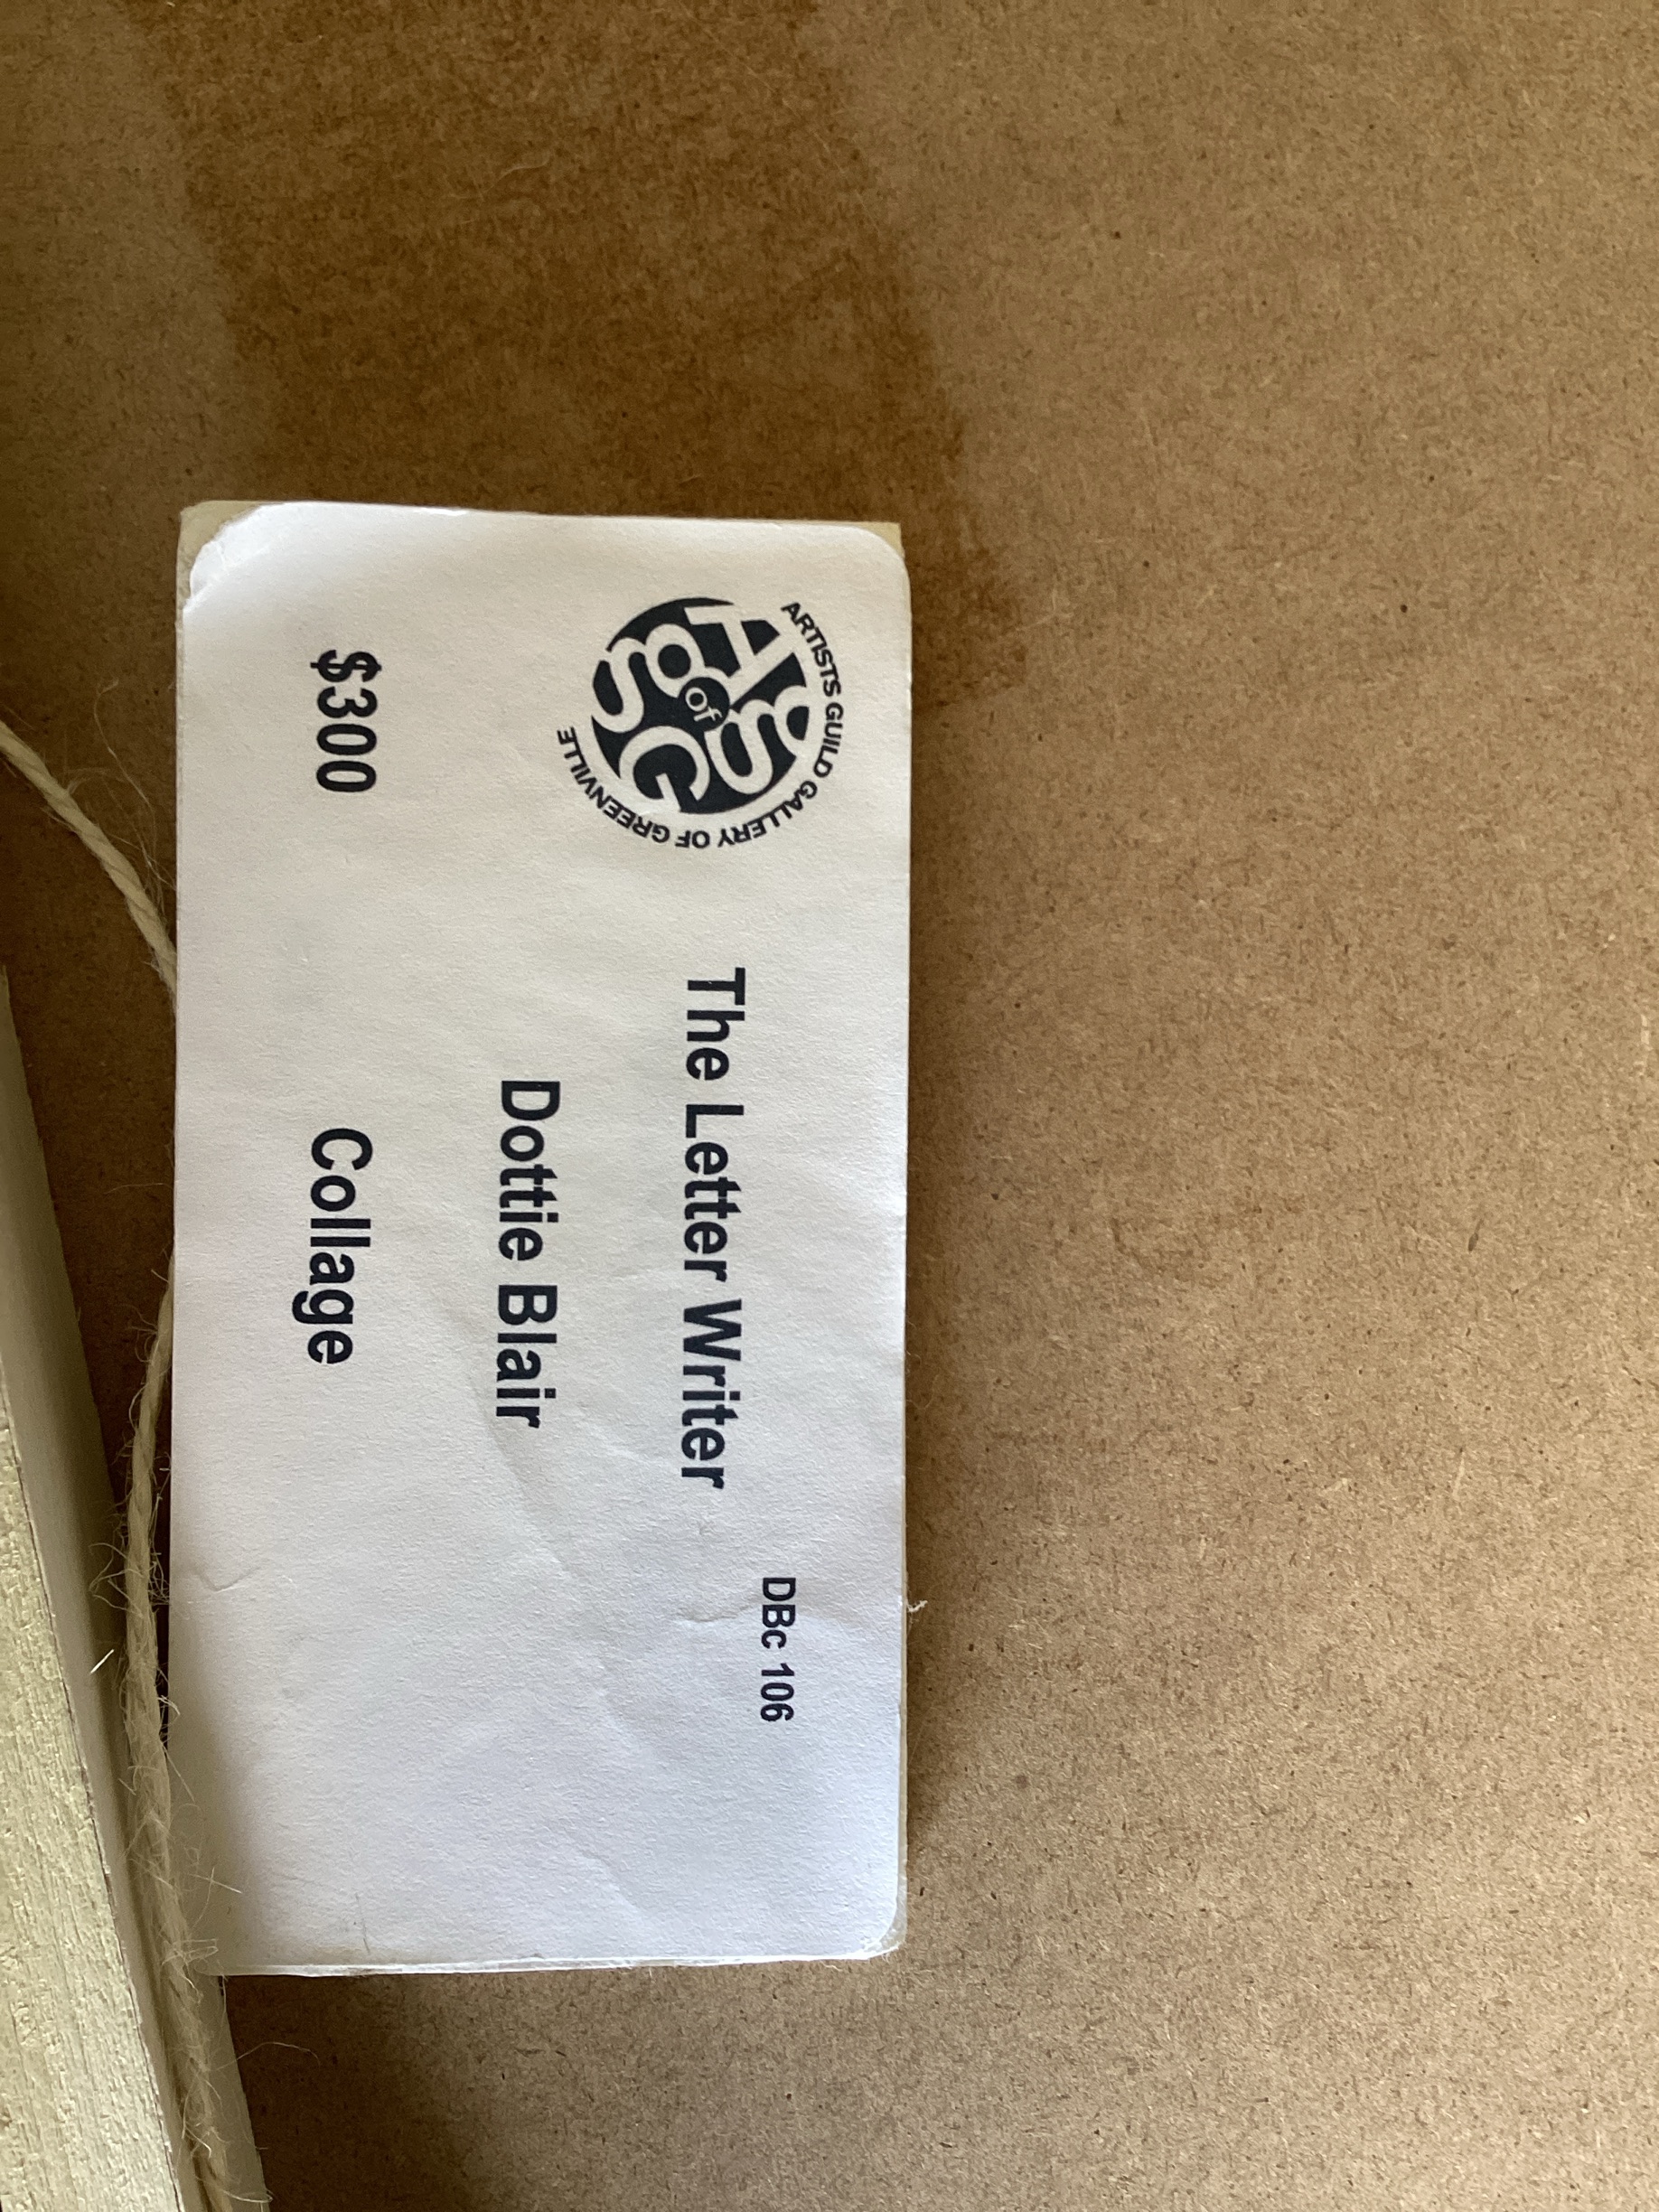 ARTISTS GUILD GALLERY OF GREENVILLE
AGG of G
DBc 106
The Letter Writer
Dottie Blair
$300 Collage